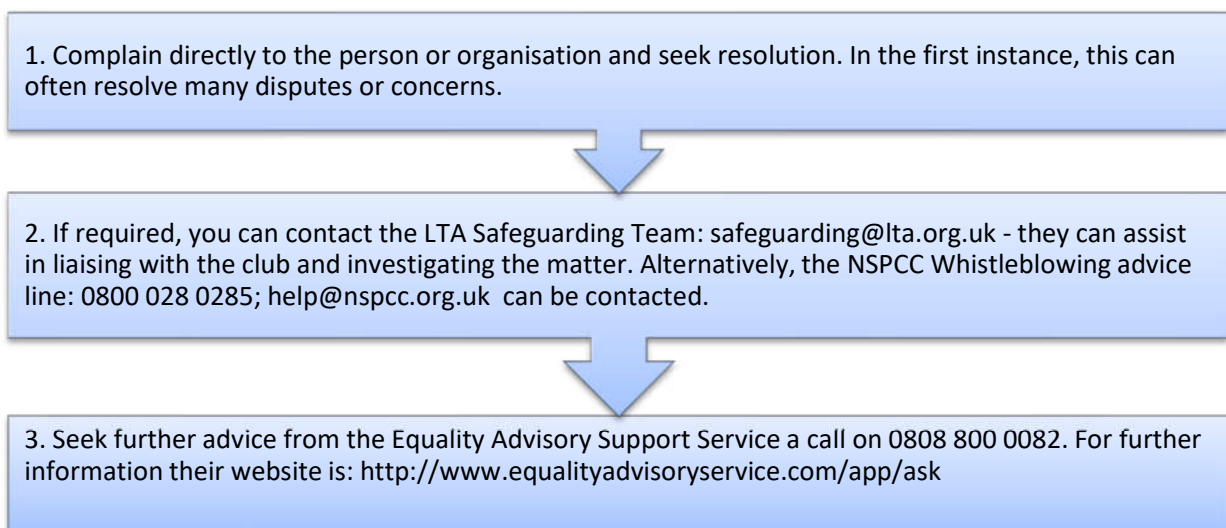 1. Complain directly to the person or organisation and seek resolution. In the first instance, this can
often resolve many disputes or concerns.
2. If required, you can contact the LTA Safeguarding Team: safeguarding@lta.org.uk - they can assist
in liaising with the club and investigating the matter. Alternatively, the NSPCC Whistleblowing advice
line: 0800 028 0285; help@nspcc.org.uk can be contacted.
3. Seek further advice from the Equality Advisory Support Service a call on 0808 800 0082. For further
information their website is: http://www.equalityadvisoryservice.com/app/ask